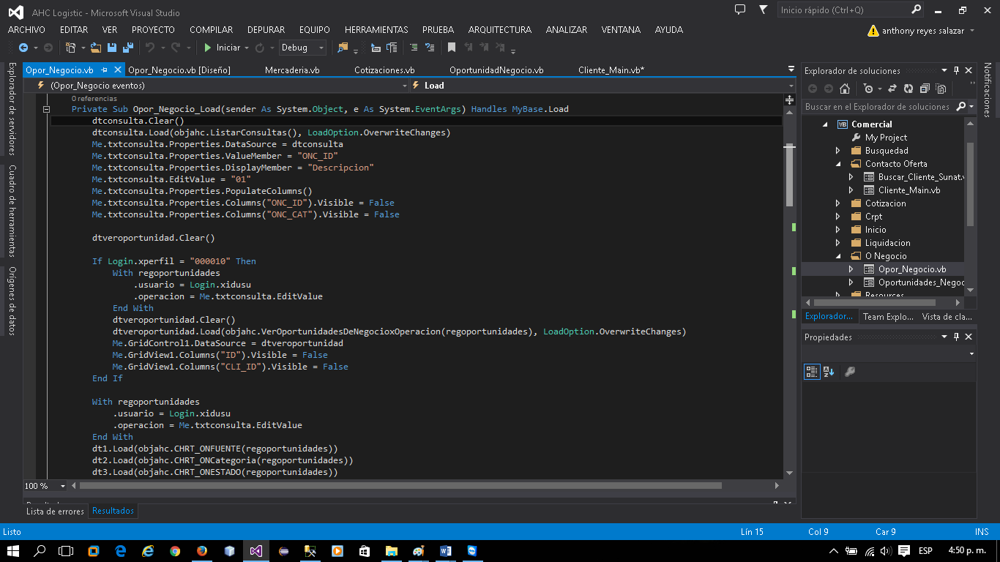 AHC Logistic - Microsoft Visual Studio
Inicio rápido (Ctrl+Q)
ARCHIVO EDITAR VER PROYECTO COMPILAR DEPURAR EQUIPO HERRAMIENTAS PRUEBA ARQUITECTURA ANALIZAR VENTANA AYUDA
anthony reyes salazar
Iniciar Debug
Opor_Negocio.vb Opor_Negocio.vb [Diseño] Mercaderia.vb Cotizaciones.vb OportunidadNegocio.vb Cliente_Main.vb*
(Opor_Negocio eventos) Load
0 referencias
Private Sub Opor_Negocio_Load(sender As System.Object, e As System.EventArgs) Handles MyBase.Load
dtconsulta.Clear()
dtconsulta.Load(objahc.ListarConsultas(), LoadOption.OverwriteChanges)
Me.txtconsulta.Properties.DataSource = dtconsulta
Me.txtconsulta.Properties.ValueMember = "ONC_ID"
Me.txtconsulta.Properties.DisplayMember = "Descripcion"
Me.txtconsulta.EditValue = "01"
Me.txtconsulta.Properties.PopulateColumns()
Me.txtconsulta.Properties.Columns("ONC_ID").Visible = False
Me.txtconsulta.Properties.Columns("ONC_CAT").Visible = False
dtveroportunidad.Clear()
If Login.xperfil = "000010" Then
With regoportunidades
.usuario = Login.xidusu
.operacion = Me.txtconsulta.EditValue
End With
dtveroportunidad.Clear()
dtveroportunidad.Load(objahc.VerOportunidadesDeNegocioxOperacion(regoportunidades), LoadOption.OverwriteChanges)
Me.GridControl1.DataSource = dtveroportunidad
Me.GridView1.Columns("ID").Visible = False
Me.GridView1.Columns("CLI_ID").Visible = False
End If
With regoportunidades
.usuario = Login.xidusu
.operacion = Me.txtconsulta.EditValue
End With
dt1.Load(objahc.CHRT_ONFUENTE(regoportunidades))
dt2.Load(objahc.CHRT_ONCategoria(regoportunidades))
dt3.Load(objahc.CHRT_ONESTADO(regoportunidades))
100 %
Lista de errores Resultados
Explorador de servidores
Cuadro de herramientas
Orígenes de datos
Explorador de soluciones
Buscar en el Explorador de soluciones
Comercial
My Project
Busquedad
Contacto Oferta
Buscar_Cliente_Sunat.v
Cliente_Main.vb
Cotizacion
Crpt
Inicio
Liquidacion
O Negocio
Opor_Negocio.vb
Oportunidades_Negoc
Resources
Explorador... Team Explo... Vista de cla...
Propiedades
Notificaciones
Listo Lín 15 Col 9 Car 9 INS
ESP 4:50 p. m.